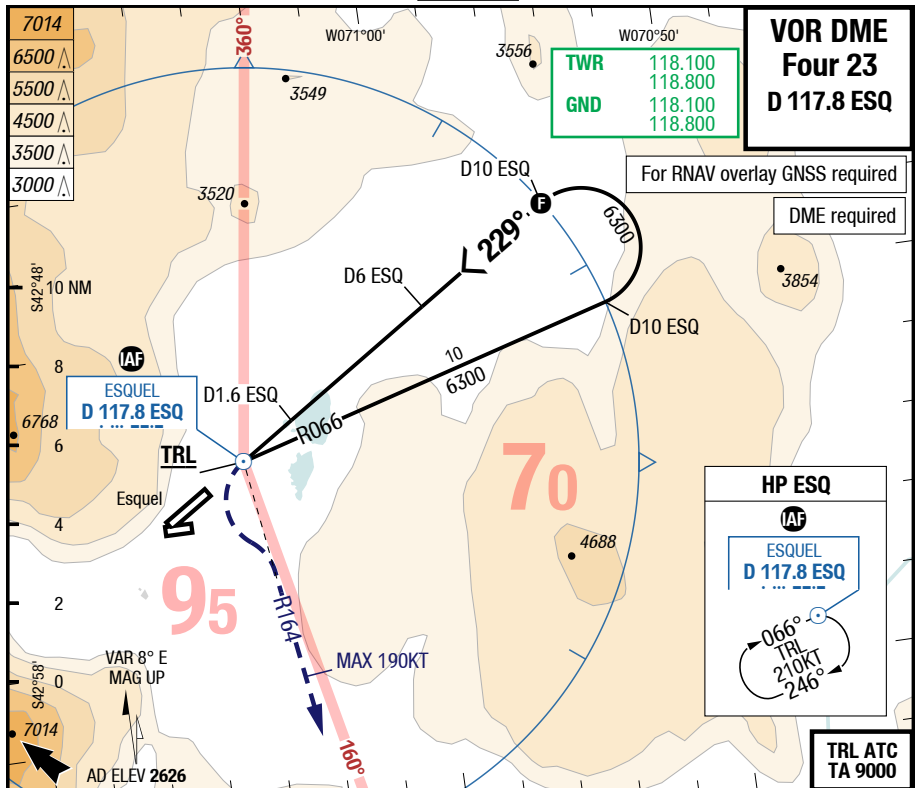 7014
6500
5500
4500
3500
3000
360°
W071°00'
W070°50'
3556
3549
TWR 118.100
118.800
GND 118.100
118.800
VOR DME
Four 23
D 117.8 ESQ
For RNAV overlay GNSS required
DME required
D10 ESQ
F
6300
3520
< 229°
3854
S42°48'
10 NM
D6 ESQ
D10 ESQ
10
6300
IAF
8
ESQUEL
D 117.8 ESQ
D1.6 ESQ
R066
6768
6
TRL
Esquel
70
HP ESQ
IAF
ESQUEL
D 117.8 ESQ
4
4688
95
2
R164
066°
TRL
210KT
246°
VAR 8° E
MAG UP
MAX 190KT
S42°58'
0
7014
160°
AD ELEV 2626
TRL ATC
TA 9000